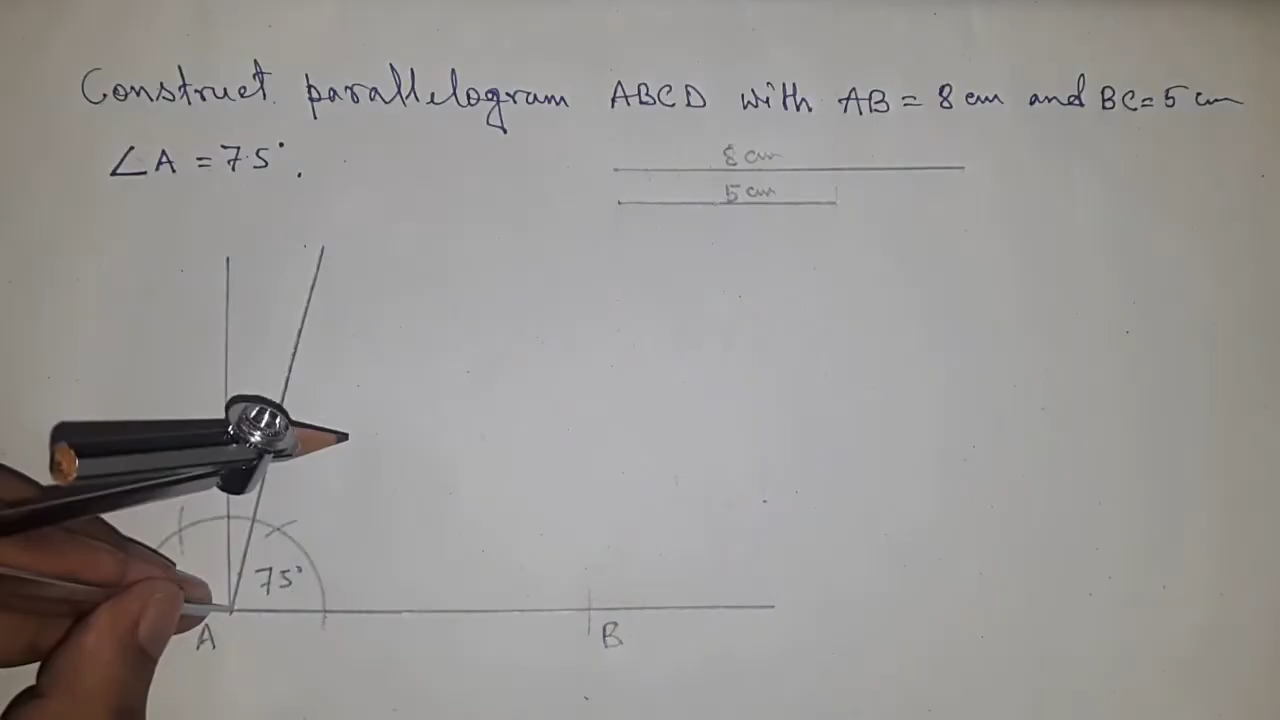 Construct parallelogram ABCD with AB = 8 cm and BC = 5 cm
∠A = 75°.
8 cm
5 cm
75°
A
B